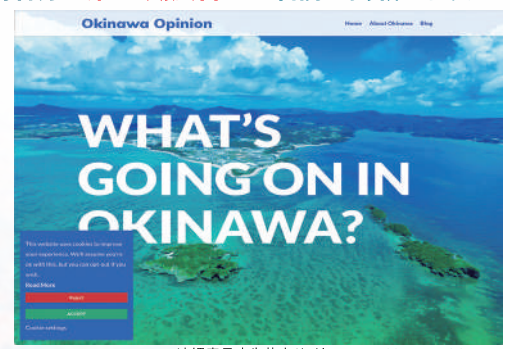 Okinawa Opinion
Home About Okinawa Blog
WHAT'S
GOING ON IN
OKINAWA?
This website uses cookies to improve
your experience. We'll assume you're
ok with this, but you can opt-out if you
wish.
Read More
REJECT
ACCEPT
Cookie settings